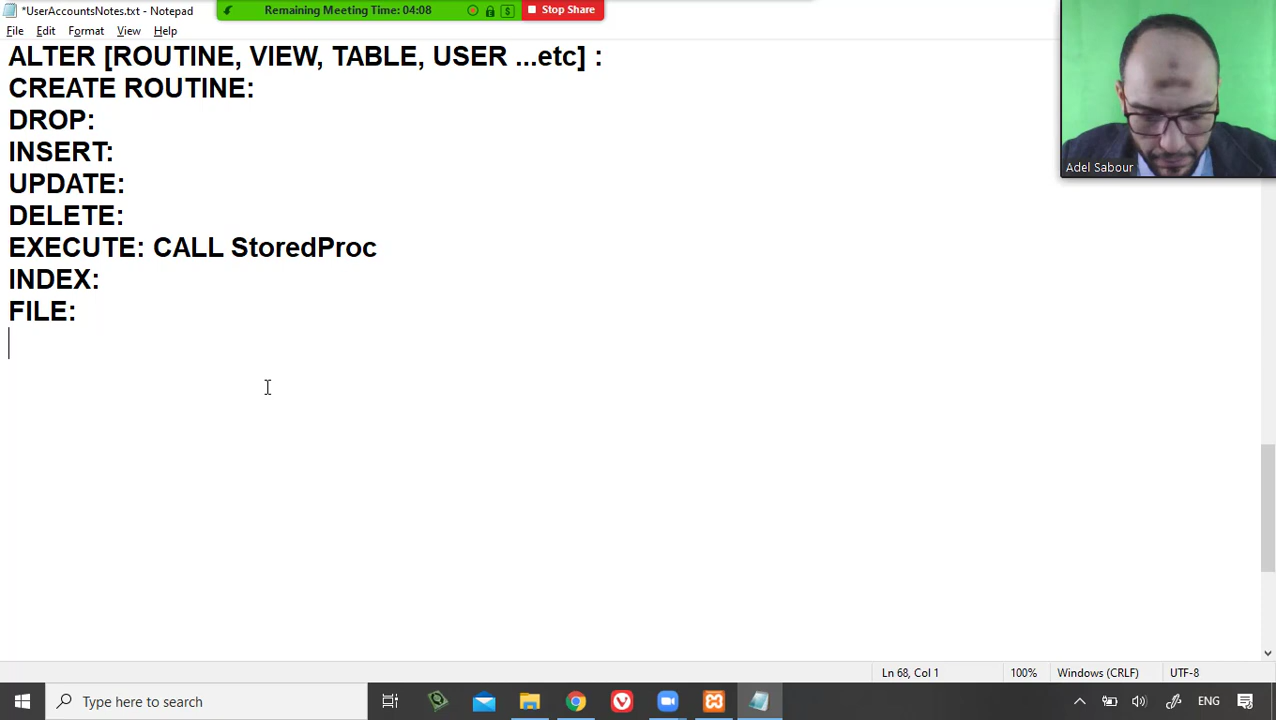 *UserAccountsNotes.txt - Notepad
Remaining Meeting Time: 04:08
Stop Share
File Edit Format View Help
ALTER [ROUTINE, VIEW, TABLE, USER ...etc] :
CREATE ROUTINE:
DROP:
INSERT:
UPDATE:
DELETE:
EXECUTE: CALL StoredProc
INDEX:
FILE:
Adel Sabour
Ln 68, Col 1
100%
Windows (CRLF)
UTF-8
Type here to search
ENG